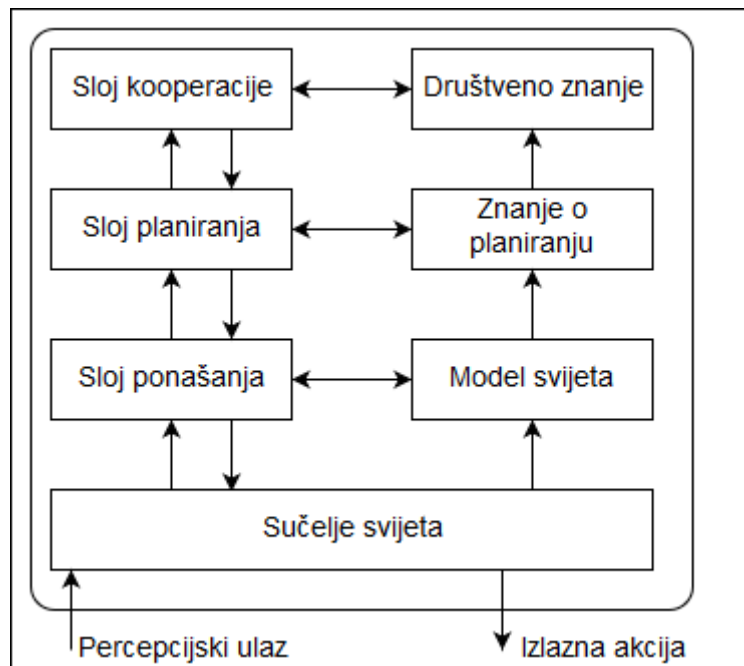 Sloj kooperacije
Društveno znanje
Sloj planiranja
Znanje o
planiranju
Sloj ponašanja
Model svijeta
Sučelje svijeta
Percepcijski ulaz
Izlazna akcija